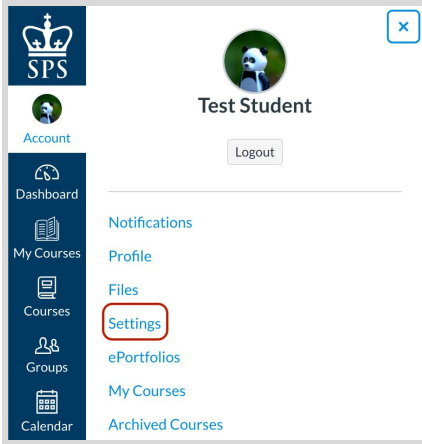 SPS
Account
Dashboard
My Courses
Courses
Groups
Calendar
×
Test Student
Logout
Notifications
Profile
Files
Settings
ePortfolios
My Courses
Archived Courses